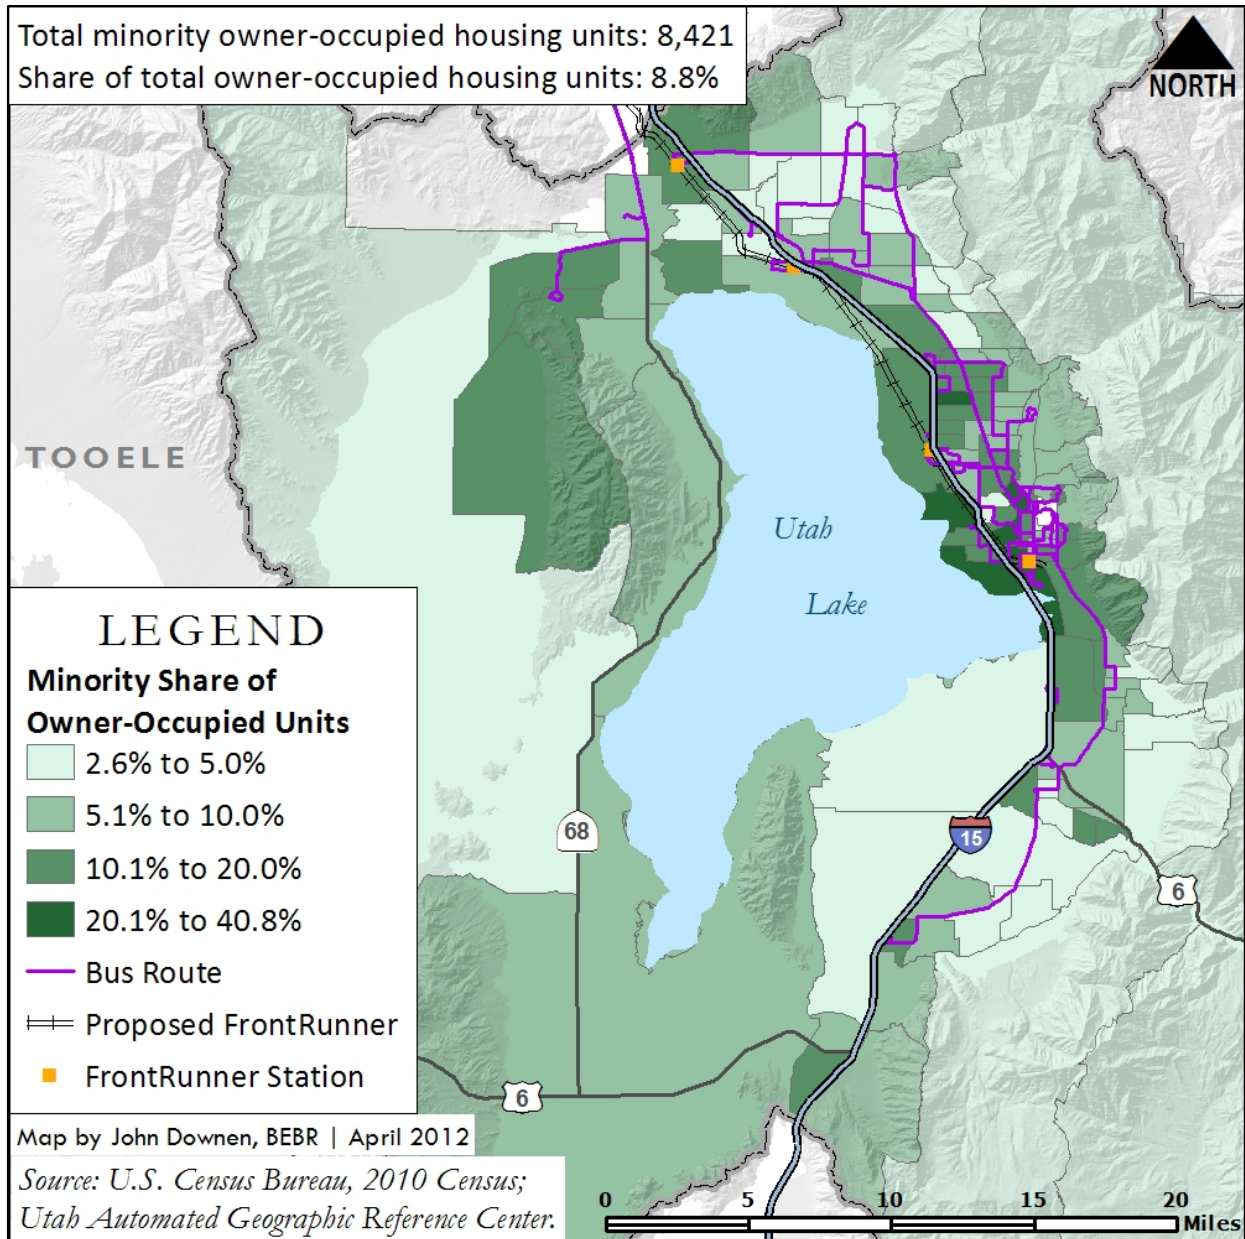 Total minority owner-occupied housing units: 8,421
Share of total owner-occupied housing units: 8.8%
NORTH
TOOELE
Utah
Lake
LEGEND
Minority Share of
Owner-Occupied Units
2.6% to 5.0%
5.1% to 10.0%
10.1% to 20.0%
20.1% to 40.8%
Bus Route
Proposed FrontRunner
FrontRunner Station
68
15
6
6
Map by John Downen, BEBR | April 2012
Source: U.S. Census Bureau, 2010 Census;
Utah Automated Geographic Reference Center.
0 5 10 15 20
Miles